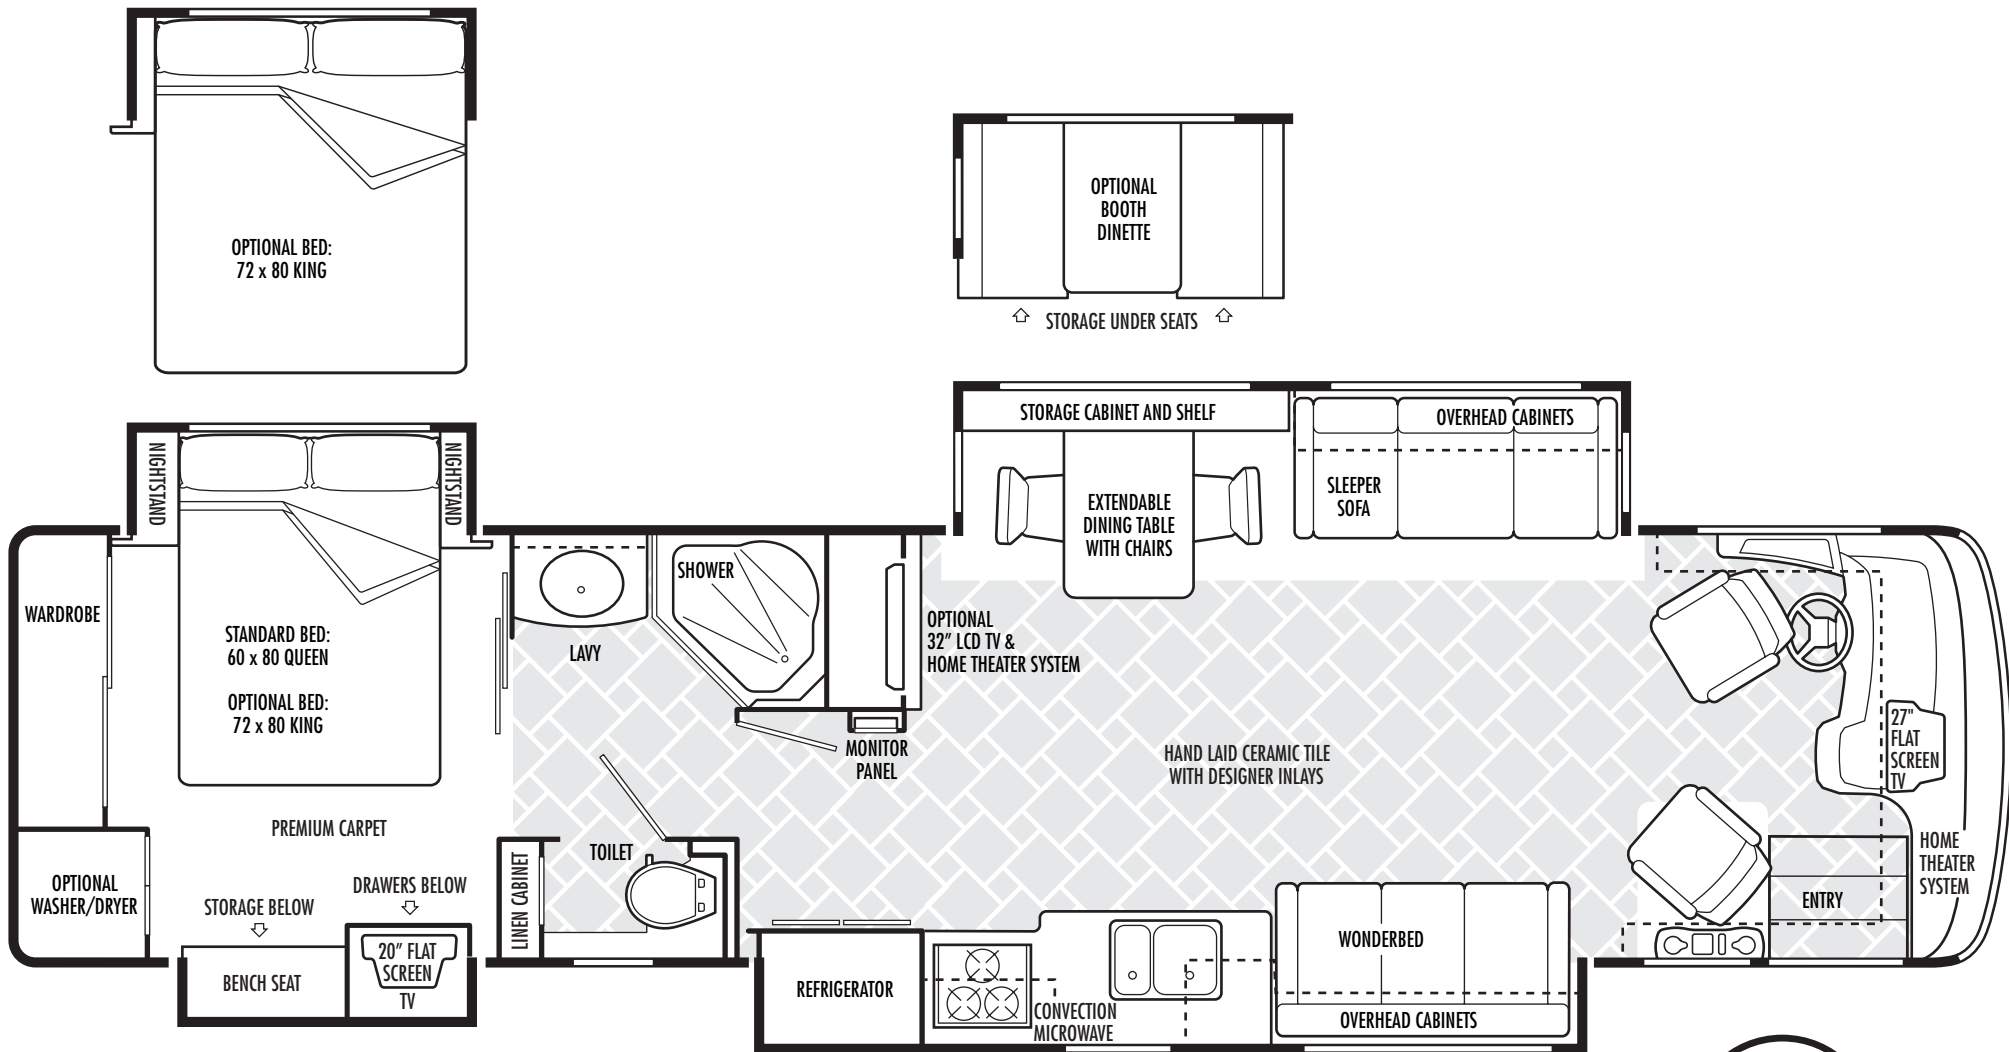 OPTIONAL BED:
72 x 80 KING
OPTIONAL
BOOTH
DINETTE
STORAGE UNDER SEATS
NIGHTSTAND
NIGHTSTAND
WARDROBE
STANDARD BED:
60 x 80 QUEEN
OPTIONAL BED:
72 x 80 KING
PREMIUM CARPET
OPTIONAL
WASHER/DRYER
STORAGE BELOW
DRAWERS BELOW
BENCH SEAT
20" FLAT
SCREEN
TV
LINEN CABINET
LAVY
SHOWER
TOILET
OPTIONAL
32" LCD TV &
HOME THEATER SYSTEM
MONITOR
PANEL
STORAGE CABINET AND SHELF
EXTENDABLE
DINING TABLE
WITH CHAIRS
OVERHEAD CABINETS
SLEEPER
SOFA
HAND LAID CERAMIC TILE
WITH DESIGNER INLAYS
REFRIGERATOR
CONVECTION
MICROWAVE
WONDERBED
OVERHEAD CABINETS
27"
FLAT
SCREEN
TV
HOME
THEATER
SYSTEM
ENTRY